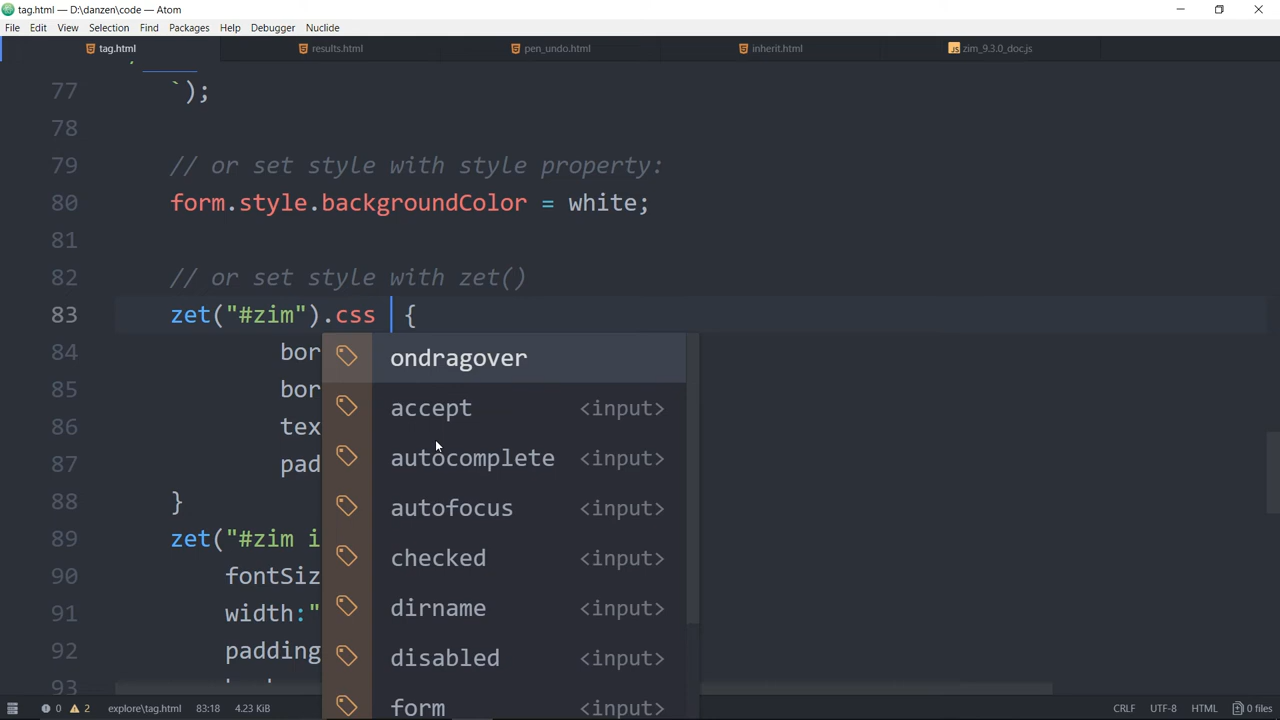 tag.html — D:\danzen\code — Atom
File Edit View Selection Find Packages Help Debugger Nuclide
tag.html results.html pen_undo.html inherit.html zim_9.3.0_doc.js
77 `);
78
79 // or set style with style property:
80 form.style.backgroundColor = white;
81
82 // or set style with zet()
83 zet("#zim").css {
84 bor
ondragover
85 bor
accept <input>
86 tex
autocomplete <input>
87 pad
autofocus <input>
88 }
89 zet("#zim i
checked <input>
90 fontSiz
dirname <input>
91 width:"
92 padding
disabled <input>
93
form <input>
0 2 explore\tag.html 83:18 4.23 KiB CRLF UTF-8 HTML 0 files